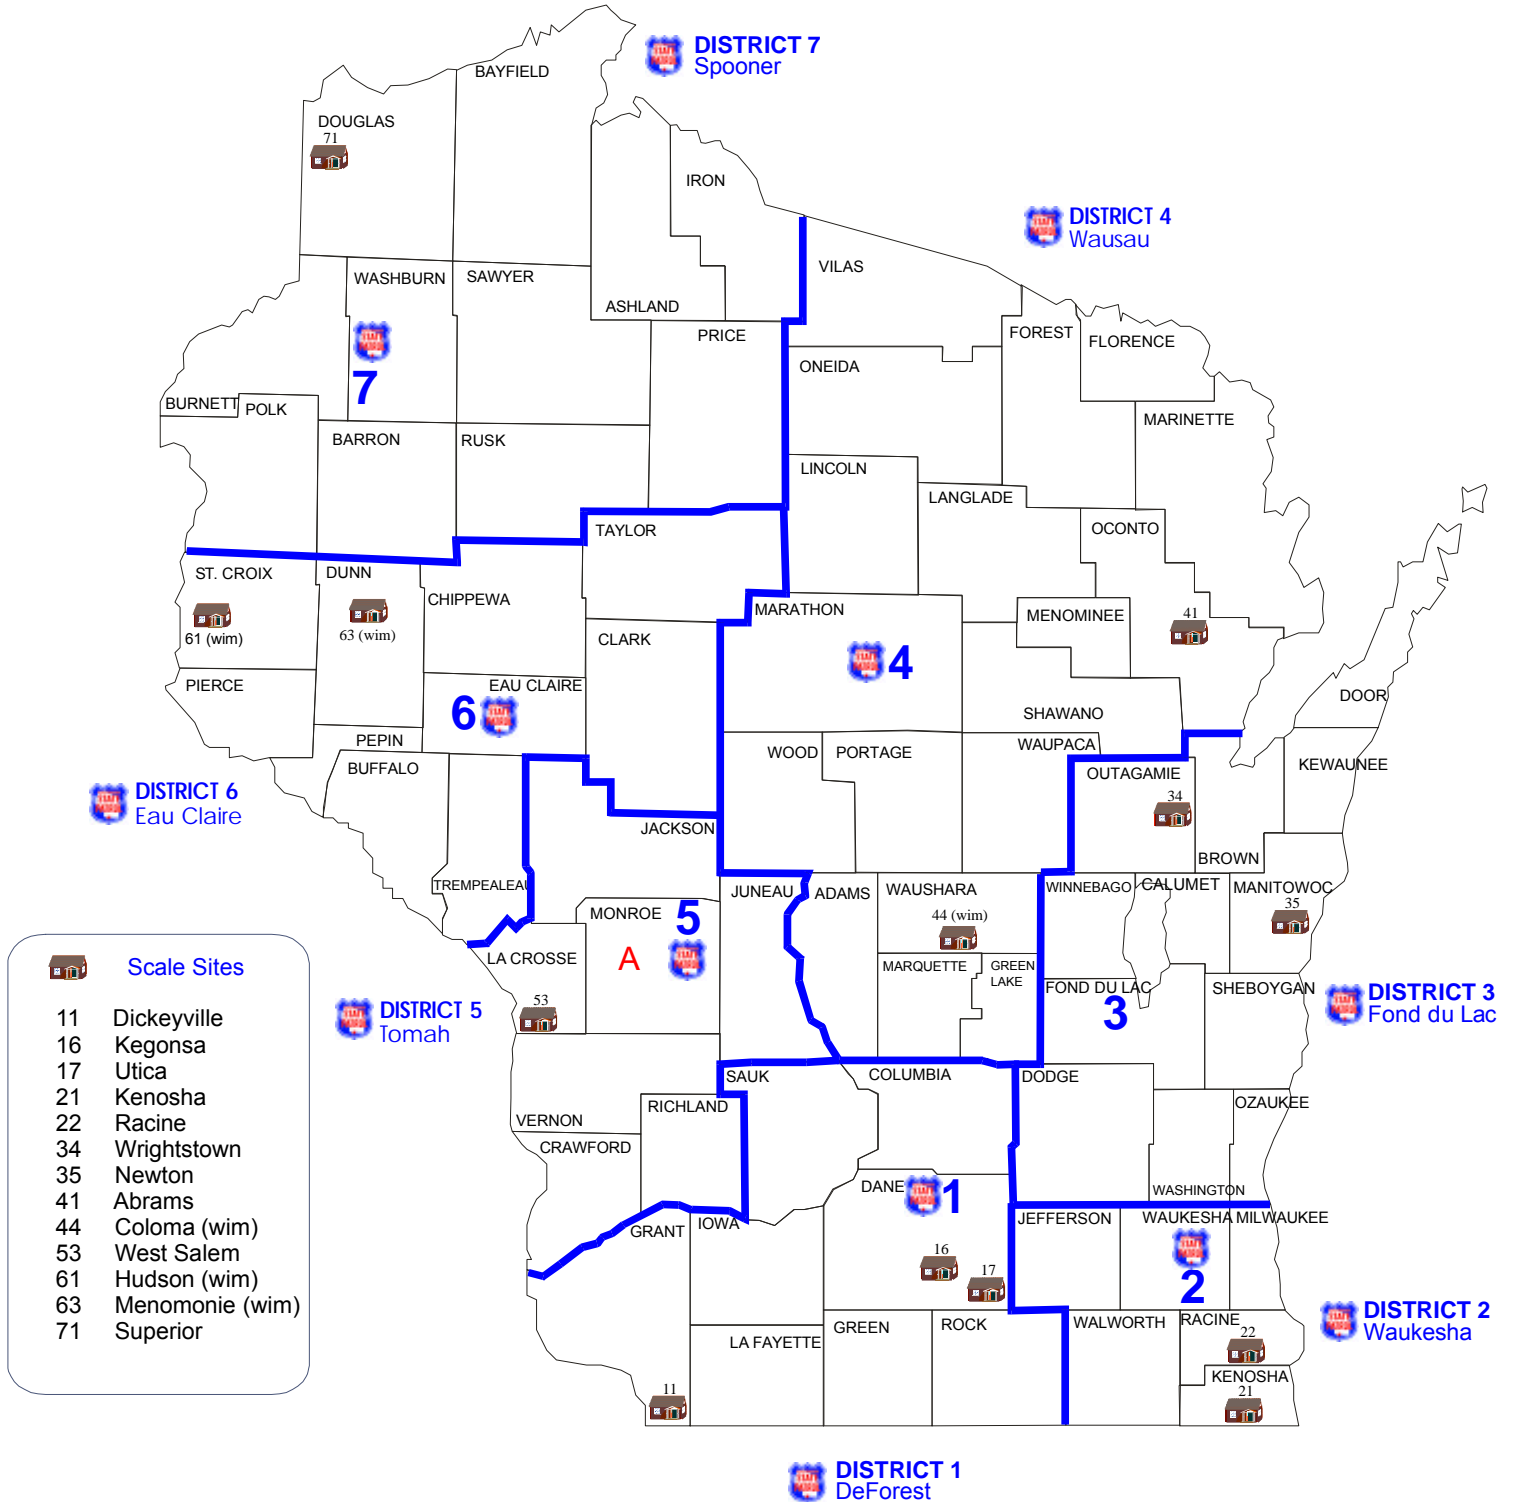 DISTRICT 7
Spooner
BAYFIELD
DOUGLAS
71
IRON
DISTRICT 4
Wausau
VILAS
WASHBURN
SAWYER
ASHLAND
PRICE
FOREST
FLORENCE
ONEIDA
7
BURNETT
POLK
MARINETTE
BARRON
RUSK
LINCOLN
LANGLADE
TAYLOR
OCONTO
ST. CROIX
DUNN
CHIPPEWA
MARATHON
MENOMINEE
41
61 (wim)
63 (wim)
CLARK
4
PIERCE
EAU CLAIRE
6
DOOR
SHAWANO
PEPIN
WOOD
PORTAGE
WAUPACA
BUFFALO
OUTAGAMIE
KEWAUNEE
DISTRICT 6
Eau Claire
34
JACKSON
BROWN
TREMPEALEAU
JUNEAU
ADAMS
WAUSHARA
WINNEBAGO
CALUMET
MANITOWOC
MONROE
5
44 (wim)
35
LA CROSSE
A
MARQUETTE
GREEN
LAKE
FOND DU LAC
SHEBOYGAN
3
53
DISTRICT 5
Tomah
DISTRICT 3
Fond du Lac
Scale Sites
11 Dickeyville
16 Kegonsa
17 Utica
21 Kenosha
22 Racine
34 Wrightstown
35 Newton
41 Abrams
44 Coloma (wim)
53 West Salem
61 Hudson (wim)
63 Menomonie (wim)
71 Superior
SAUK
COLUMBIA
DODGE
RICHLAND
OZAUKEE
VERNON
CRAWFORD
DANE
1
WASHINGTON
GRANT
IOWA
JEFFERSON
WAUKESHA
MILWAUKEE
16
17
2
LA FAYETTE
GREEN
ROCK
WALWORTH
RACINE
22
DISTRICT 2
Waukesha
KENOSHA
21
11
DISTRICT 1
DeForest